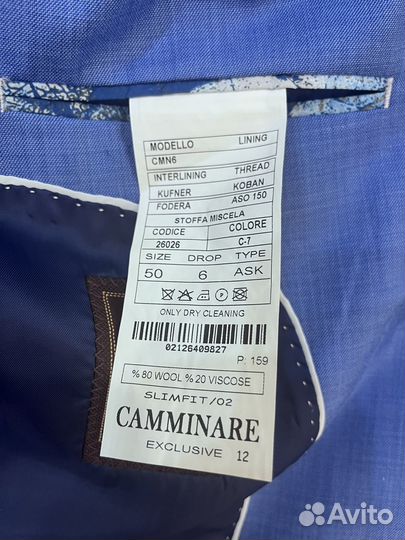 MODELLO LINING
CMN6
INTERLINING THREAD
KUFNER KOBAN
FODERA ASO 150
STOFFA MISCELA
CODICE COLORE
26026 C-7
SIZE DROP TYPE
50 6 ASK
ONLY DRY CLEANING
02126409827
P. 159
% 80 WOOL % 20 VISCOSE
SLIMFIT/02
CAMMINARE
EXCLUSIVE 12
Avito